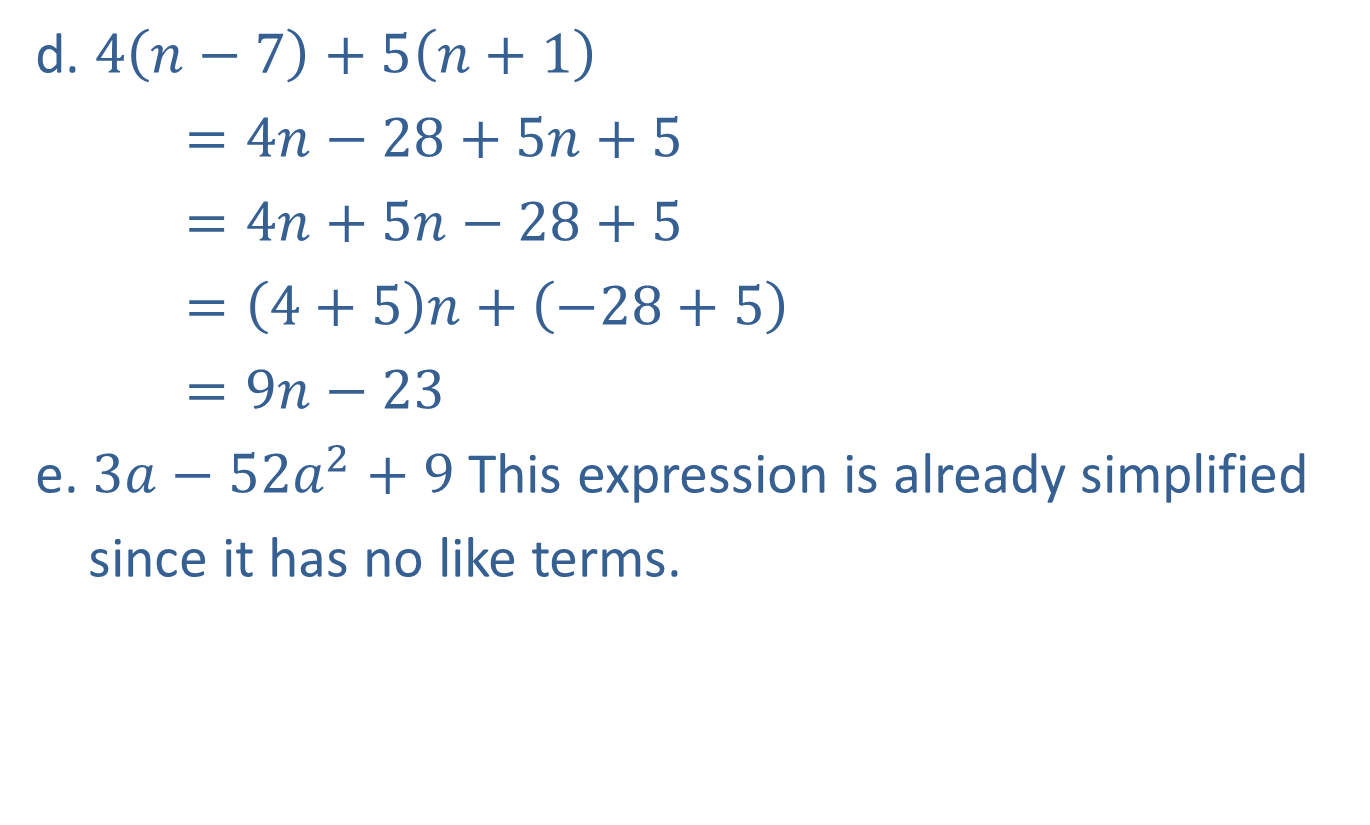 d. 4(n − 7) + 5(n + 1)
= 4n − 28 + 5n + 5
= 4n + 5n − 28 + 5
= (4 + 5)n + (−28 + 5)
= 9n − 23
e. 3a − 52a² + 9 This expression is already simplified
since it has no like terms.